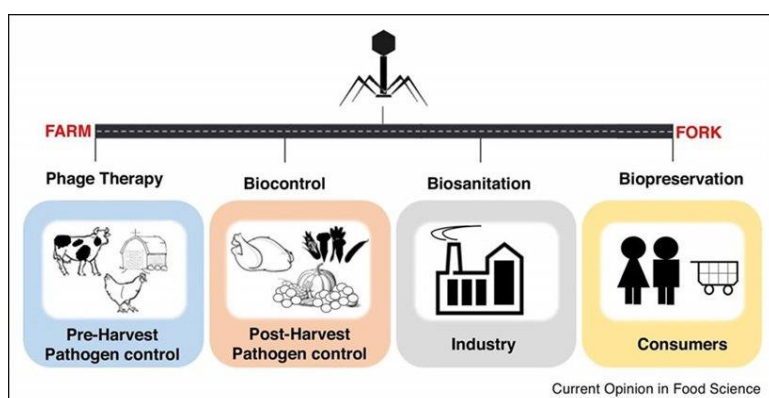 FARM
FORK
Phage Therapy
Biocontrol
Biosanitation
Biopreservation
Pre-Harvest
Pathogen control
Post-Harvest
Pathogen control
Industry
Consumers
Current Opinion in Food Science